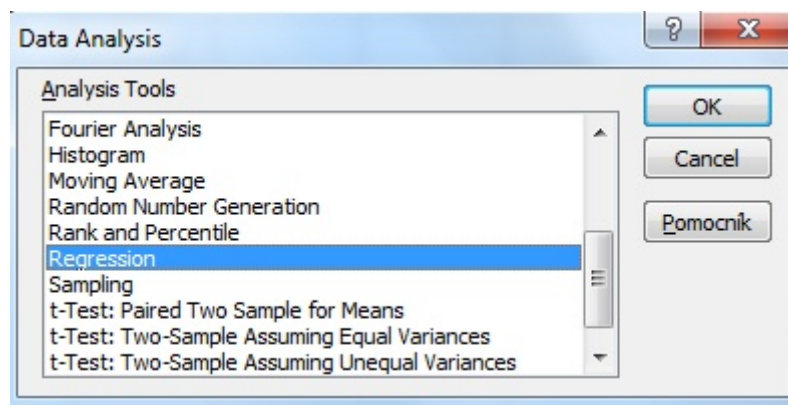 Data Analysis
?
X
Analysis Tools
Fourier Analysis
Histogram
Moving Average
Random Number Generation
Rank and Percentile
Regression
Sampling
t-Test: Paired Two Sample for Means
t-Test: Two-Sample Assuming Equal Variances
t-Test: Two-Sample Assuming Unequal Variances
OK
Cancel
Pomocník